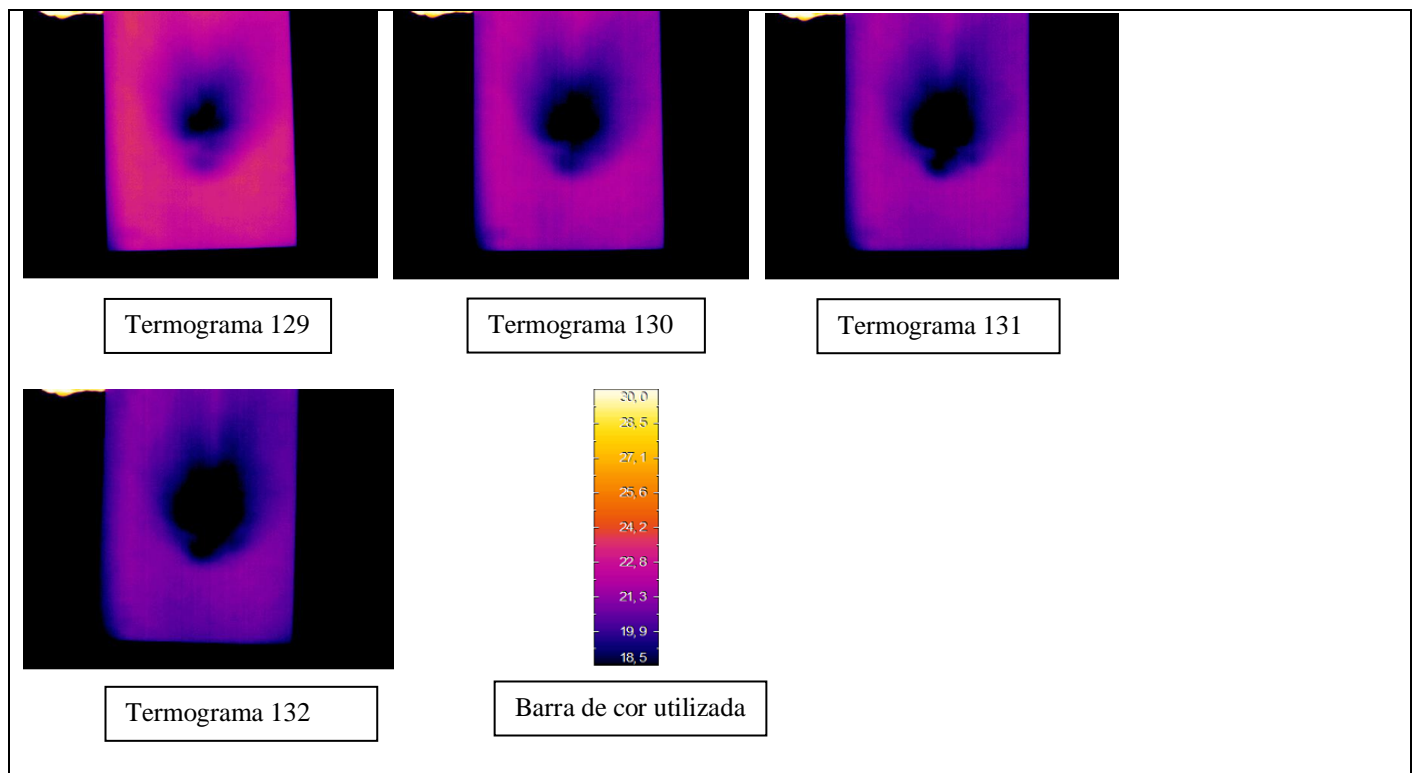 Termograma 129
Termograma 130
Termograma 131
30,0
28,5
27,1
25,6
24,2
22,8
21,3
19,9
18,5
Termograma 132
Barra de cor utilizada